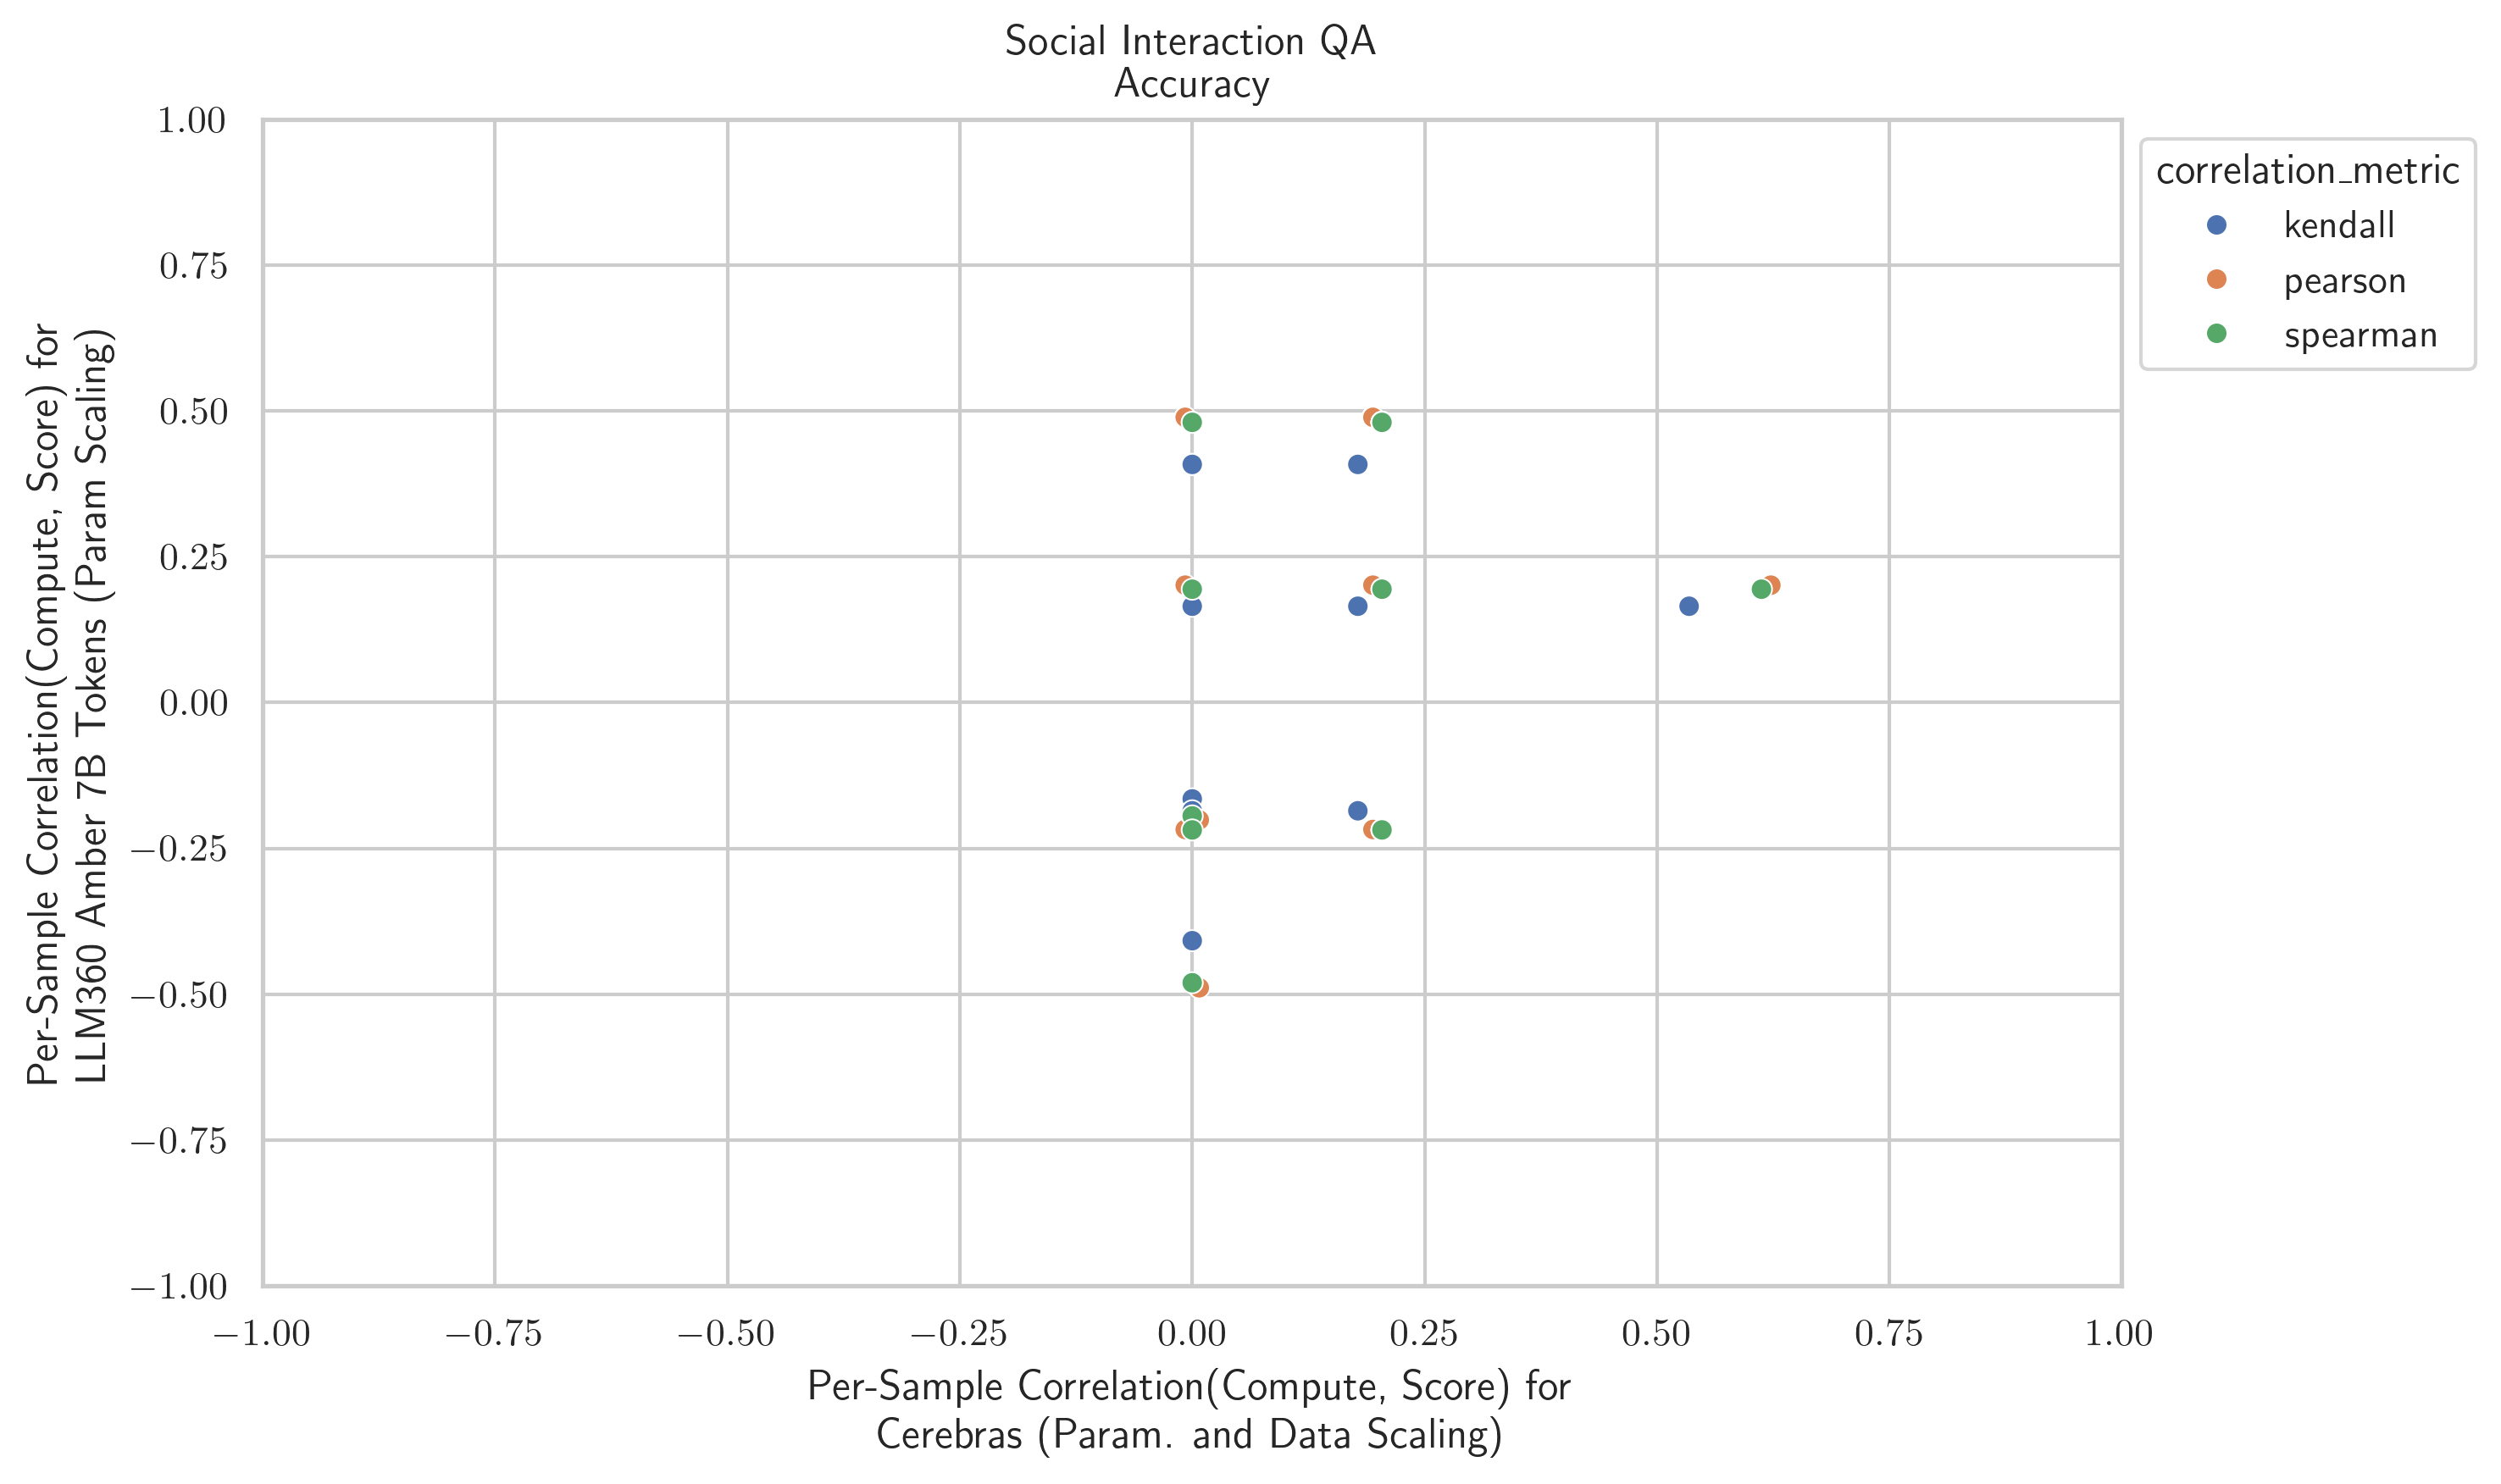 Social Interaction QA
Accuracy
1.00
0.75
0.50
0.25
0.00
−0.25
−0.50
−0.75
−1.00
Per-Sample Correlation(Compute, Score) for
LLM360 Amber 7B Tokens (Param Scaling)
−1.00
−0.75
−0.50
−0.25
0.00
0.25
0.50
0.75
1.00
Per-Sample Correlation(Compute, Score) for
Cerebras (Param. and Data Scaling)
correlation_metric
kendall
pearson
spearman